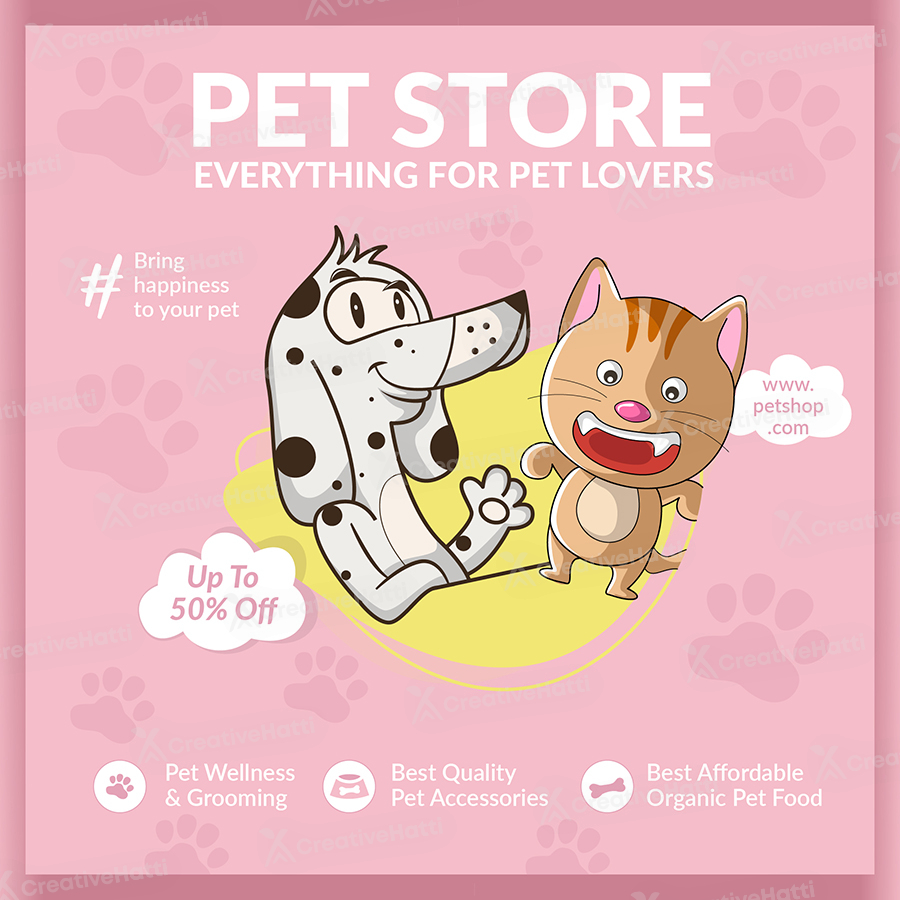 PET STORE
EVERYTHING FOR PET LOVERS
#
Bring
happiness
to your pet
www.
petshop
.com
Up To
50% Off
Pet Wellness
& Grooming
Best Quality
Pet Accessories
Best Affordable
Organic Pet Food
CreativeHatti